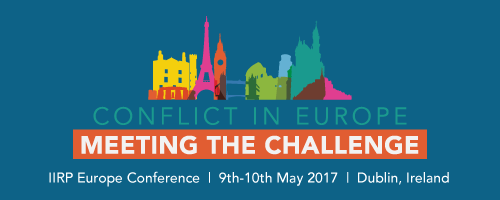 CONFLICT IN EUROPE
MEETING THE CHALLENGE
IIRP Europe Conference | 9th-10th May 2017 | Dublin, Ireland